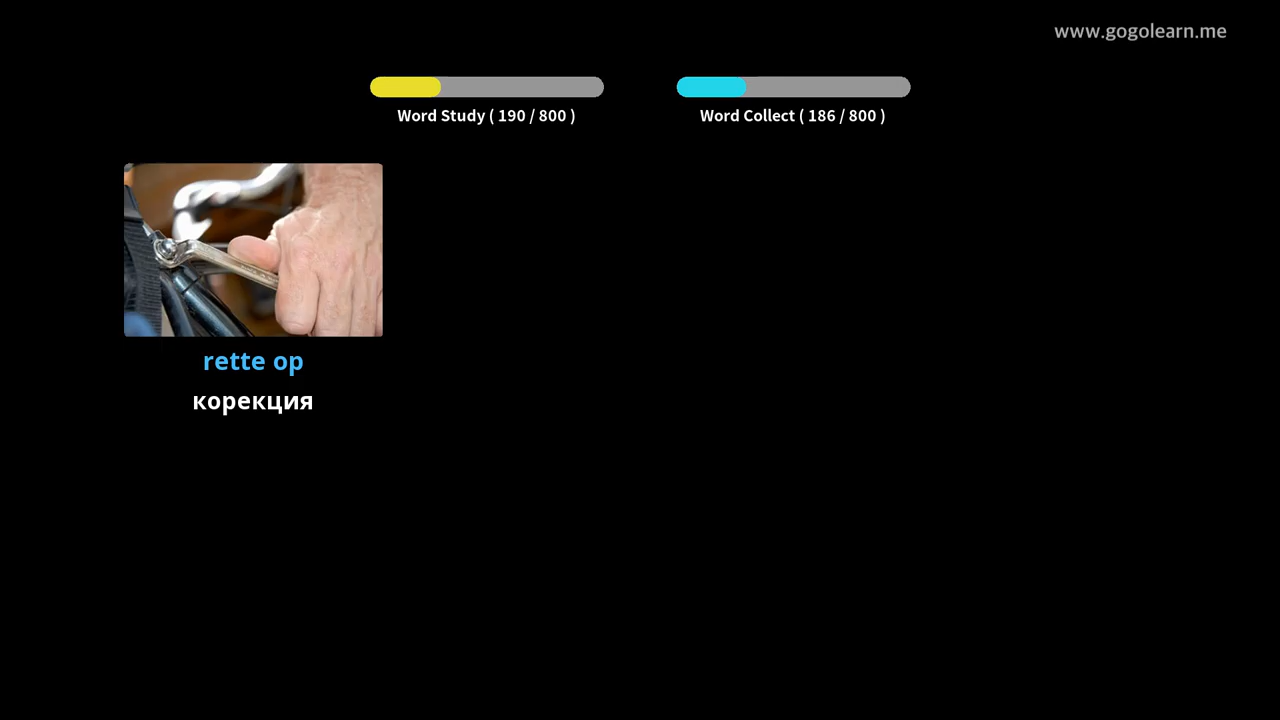 www.gogolearn.me
Word Study ( 190 / 800 )
Word Collect ( 186 / 800 )
rette op
корекция